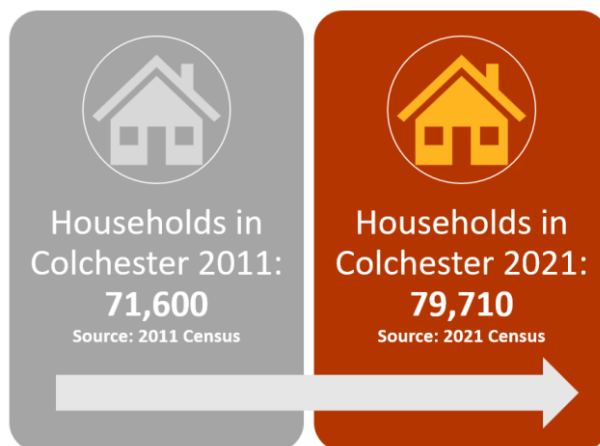 Households in
Colchester 2011:
71,600
Source: 2011 Census
Households in
Colchester 2021:
79,710
Source: 2021 Census